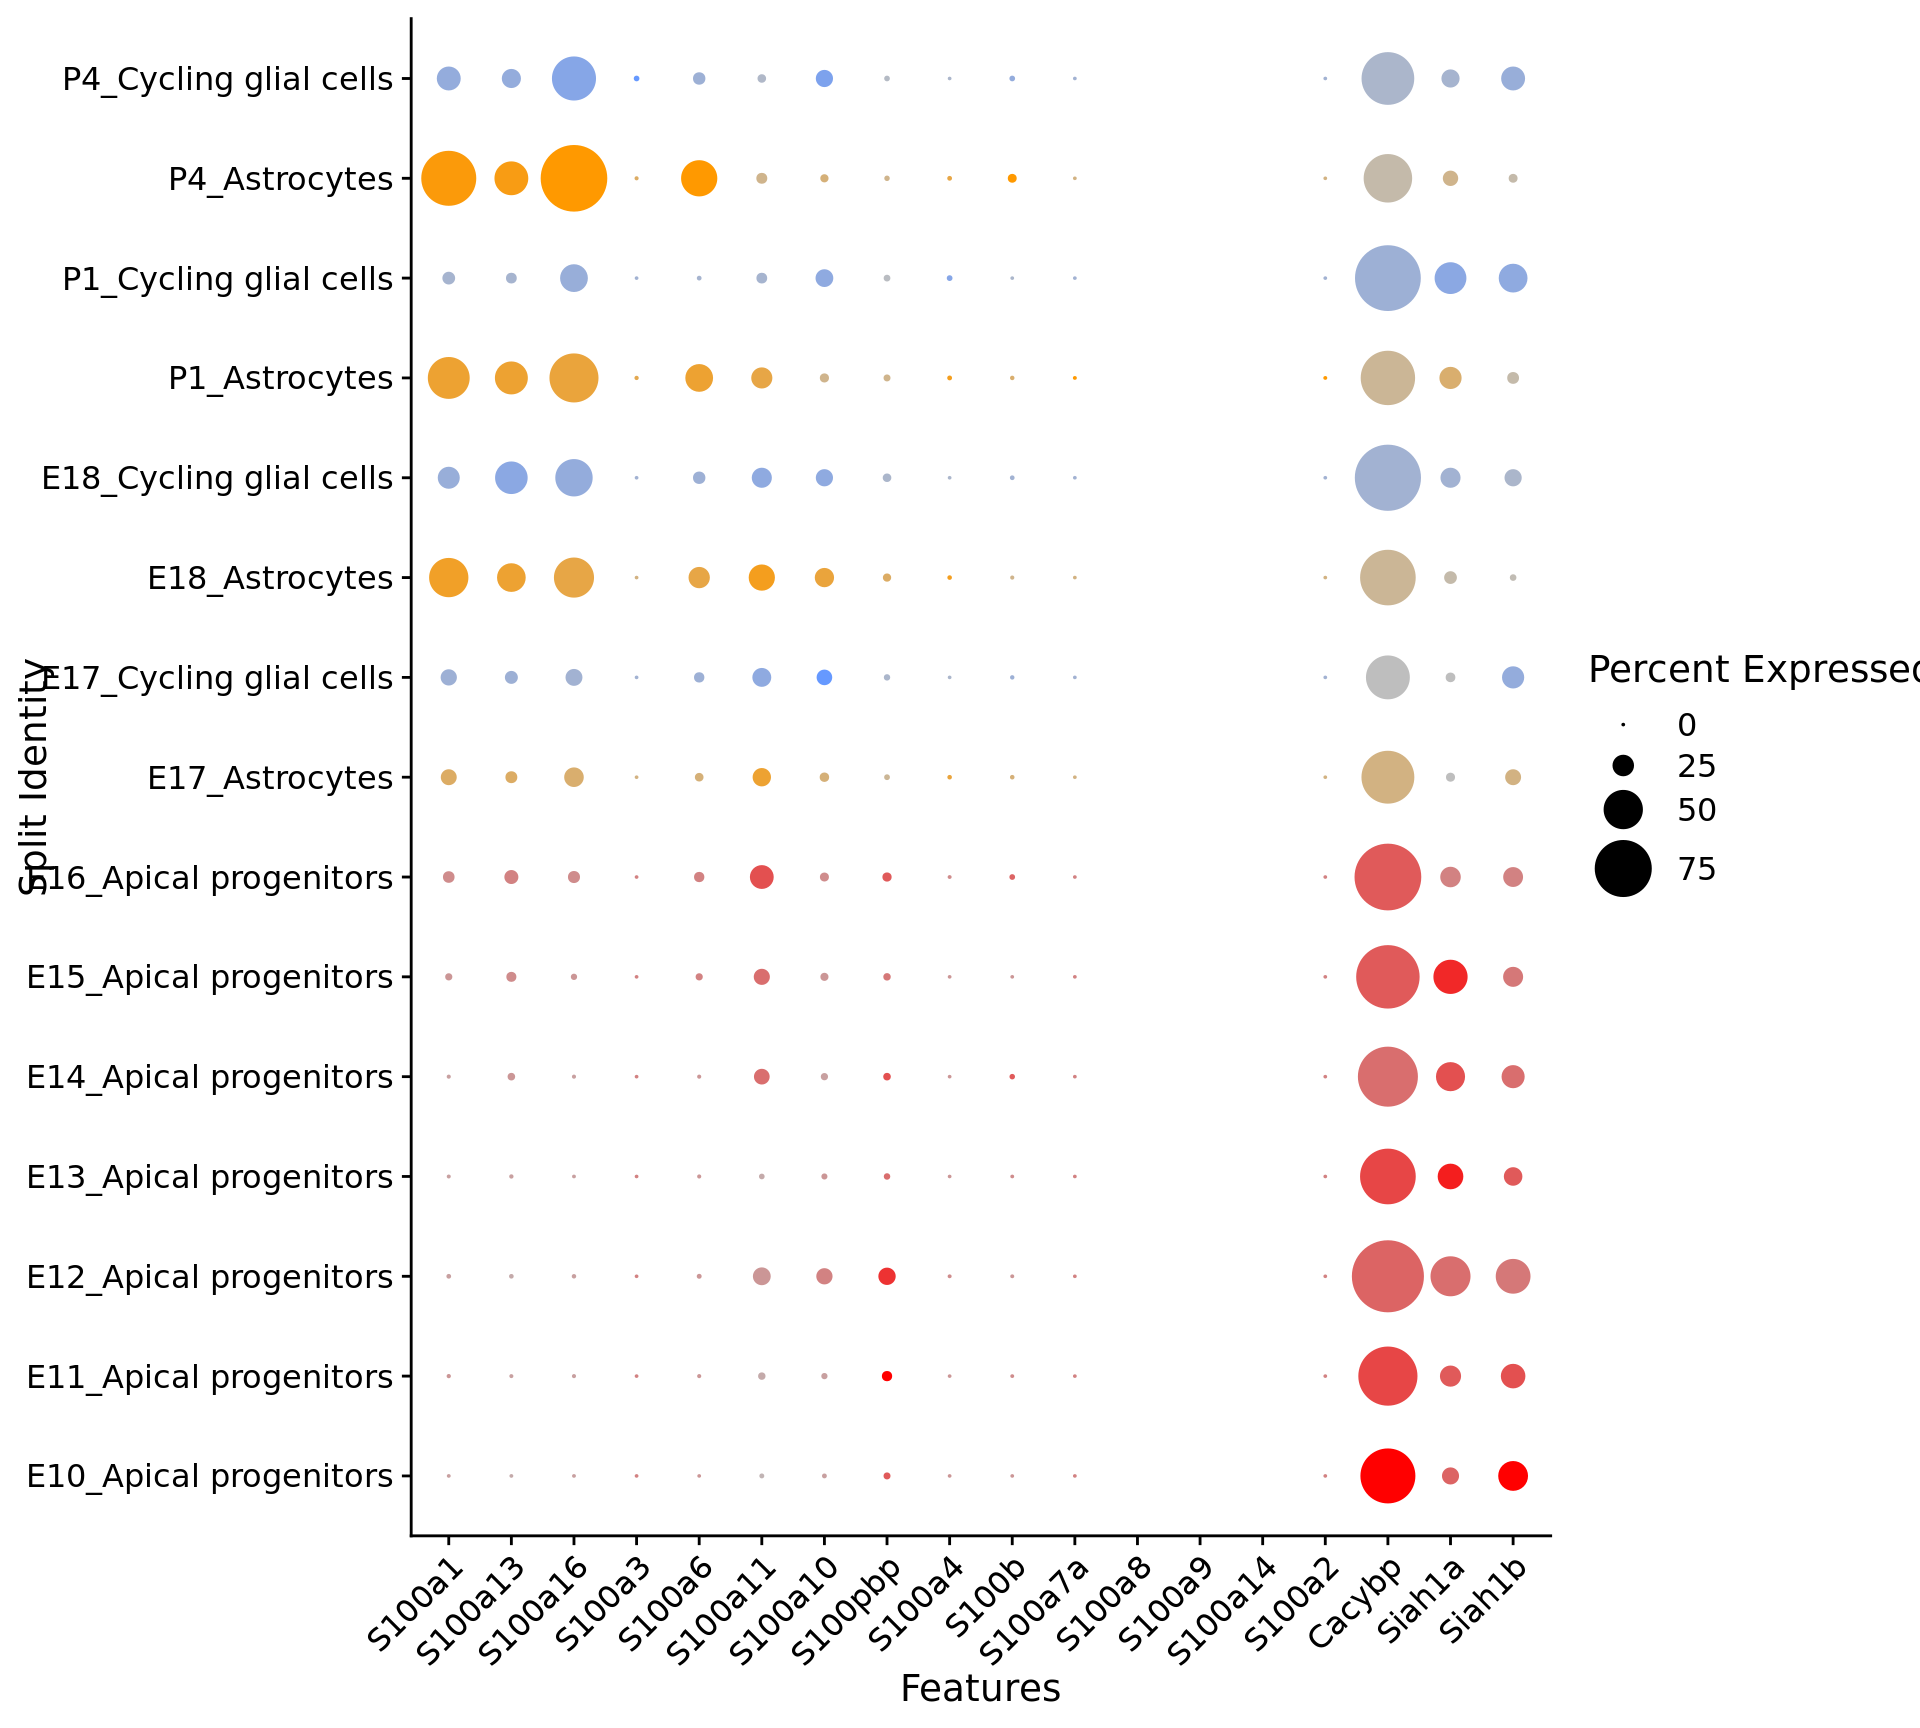 P4_Cycling glial cells
P4_Astrocytes
P1_Cycling glial cells
P1_Astrocytes
E18_Cycling glial cells
E18_Astrocytes
E17_Cycling glial cells
E17_Astrocytes
E16_Apical progenitors
E15_Apical progenitors
E14_Apical progenitors
E13_Apical progenitors
E12_Apical progenitors
E11_Apical progenitors
E10_Apical progenitors
Split Identity
S100a1
S100a13
S100a16
S100a3
S100a6
S100a11
S100a10
S100pbp
S100a4
S100b
S100a7a
S100a8
S100a9
S100a14
S100a2
Cacybp
Siah1a
Siah1b
Features
Percent Expressed
0
25
50
75